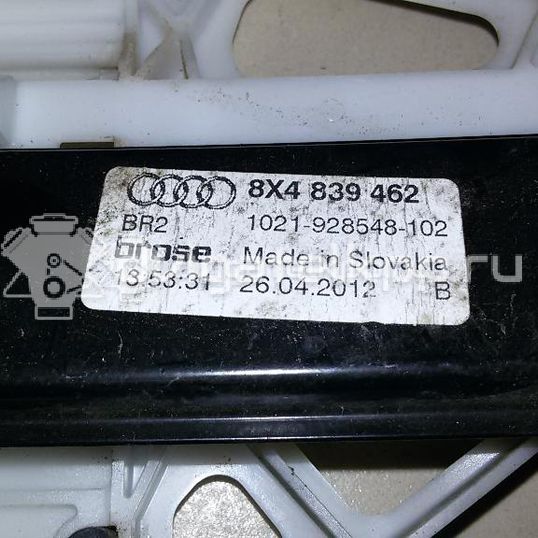 8X4 839 462
BR2 1021-928548-102
brose Made in Slovakia
13:53:31 26.04.2012 B